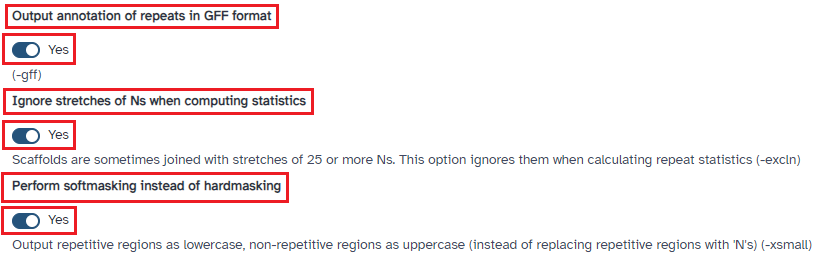 Output annotation of repeats in GFF format
Yes
(-gff)
Ignore stretches of Ns when computing statistics
Yes
Scaffolds are sometimes joined with stretches of 25 or more Ns. This option ignores them when calculating repeat statistics (-excln)
Perform softmasking instead of hardmasking
Yes
Output repetitive regions as lowercase, non-repetitive regions as uppercase (instead of replacing repetitive regions with 'N's) (-xsmall)